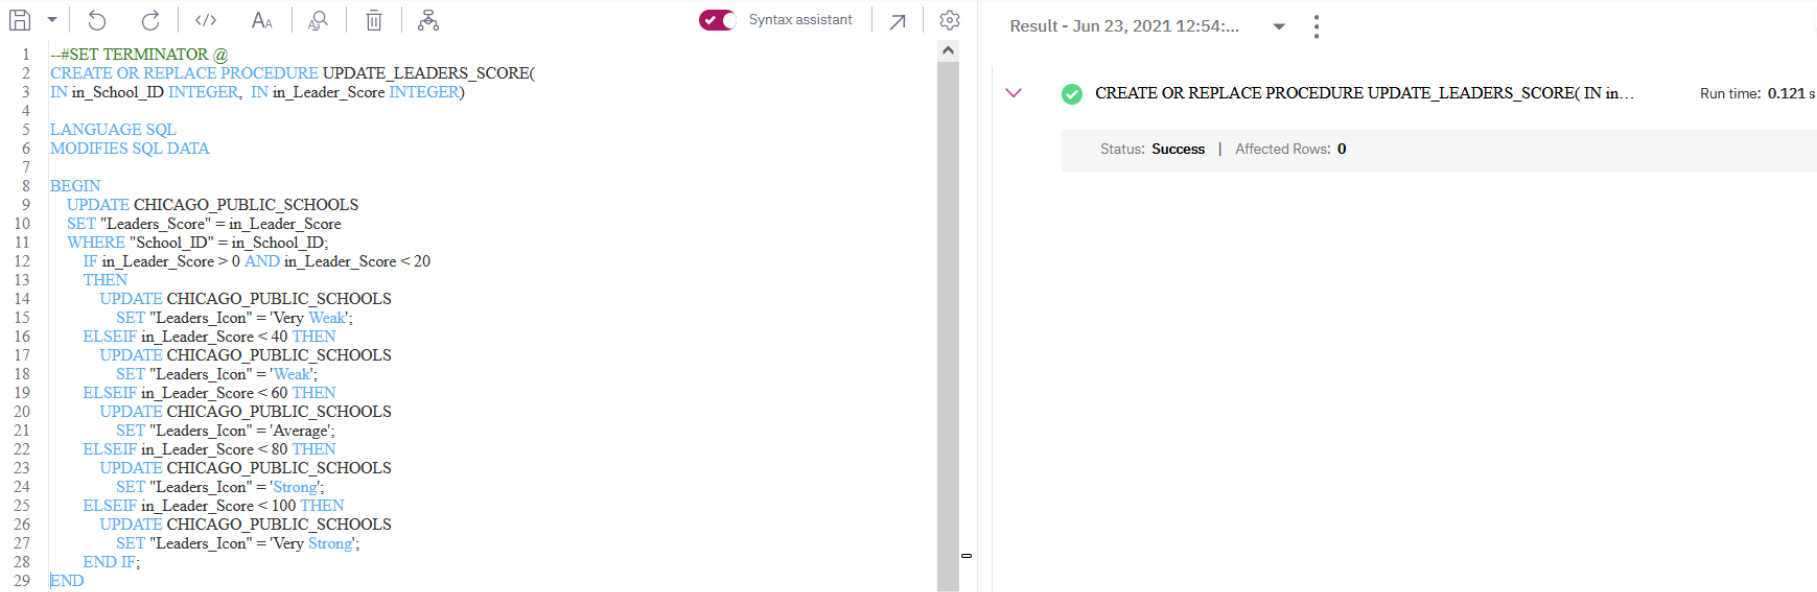 Syntax assistant
1 --#SET TERMINATOR @
2 CREATE OR REPLACE PROCEDURE UPDATE_LEADERS_SCORE(
3 IN in_School_ID INTEGER, IN in_Leader_Score INTEGER)
4
5 LANGUAGE SQL
6 MODIFIES SQL DATA
7
8 BEGIN
9 UPDATE CHICAGO_PUBLIC_SCHOOLS
10 SET "Leaders_Score" = in_Leader_Score
11 WHERE "School_ID" = in_School_ID;
12 IF in_Leader_Score > 0 AND in_Leader_Score < 20
13 THEN
14 UPDATE CHICAGO_PUBLIC_SCHOOLS
15 SET "Leaders_Icon" = 'Very Weak';
16 ELSEIF in_Leader_Score < 40 THEN
17 UPDATE CHICAGO_PUBLIC_SCHOOLS
18 SET "Leaders_Icon" = 'Weak';
19 ELSEIF in_Leader_Score < 60 THEN
20 UPDATE CHICAGO_PUBLIC_SCHOOLS
21 SET "Leaders_Icon" = 'Average';
22 ELSEIF in_Leader_Score < 80 THEN
23 UPDATE CHICAGO_PUBLIC_SCHOOLS
24 SET "Leaders_Icon" = 'Strong';
25 ELSEIF in_Leader_Score < 100 THEN
26 UPDATE CHICAGO_PUBLIC_SCHOOLS
27 SET "Leaders_Icon" = 'Very Strong';
28 END IF;
29 END
Result - Jun 23, 2021 12:54:...
CREATE OR REPLACE PROCEDURE UPDATE_LEADERS_SCORE( IN in... Run time: 0.121 s
Status: Success | Affected Rows: 0